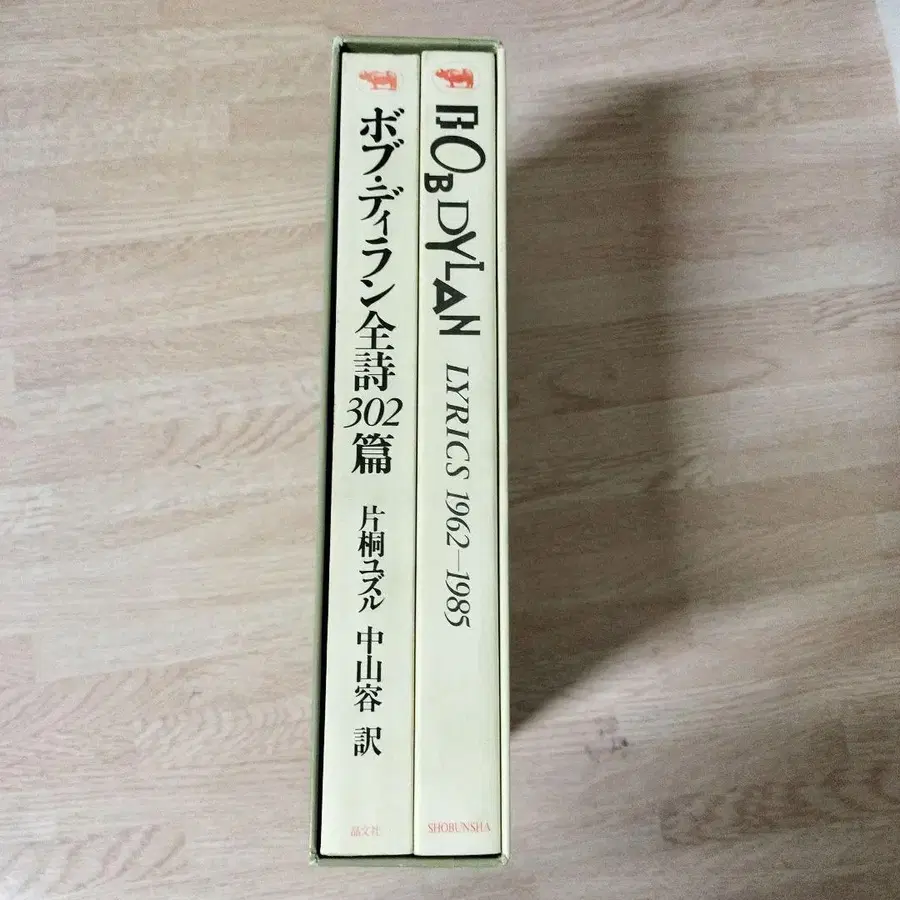 ボブ・ディラン全詩302篇
片桐ユズル 中山容 訳
晶文社
BOB DYLAN
LYRICS 1962—1985
SHOBUNSHA